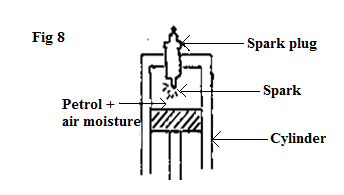 Fig 8
Spark plug
Spark
Petrol +
air moisture
Cylinder